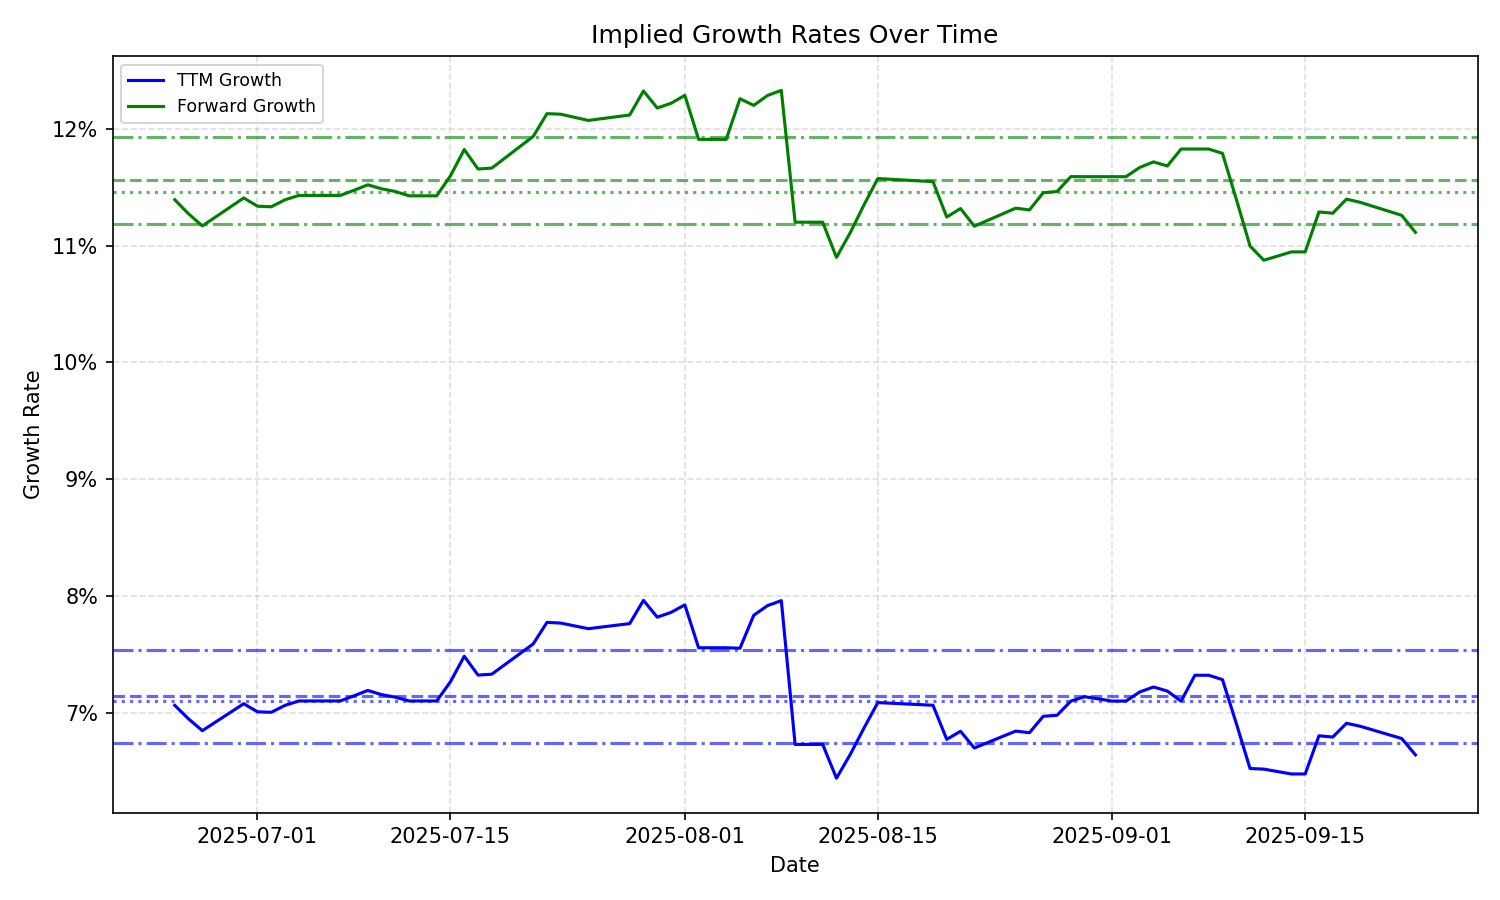 Implied Growth Rates Over Time
TTM Growth
Forward Growth
12%
11%
10%
9%
8%
7%
Growth Rate
2025-07-01
2025-07-15
2025-08-01
2025-08-15
2025-09-01
2025-09-15
Date